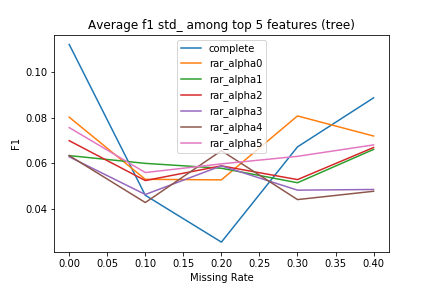 Average f1 std_ among top 5 features (tree)
complete
rar_alpha0
rar_alpha1
rar_alpha2
rar_alpha3
rar_alpha4
rar_alpha5
F1
0.10
0.08
0.06
0.04
0.00 0.05 0.10 0.15 0.20 0.25 0.30 0.35 0.40
Missing Rate